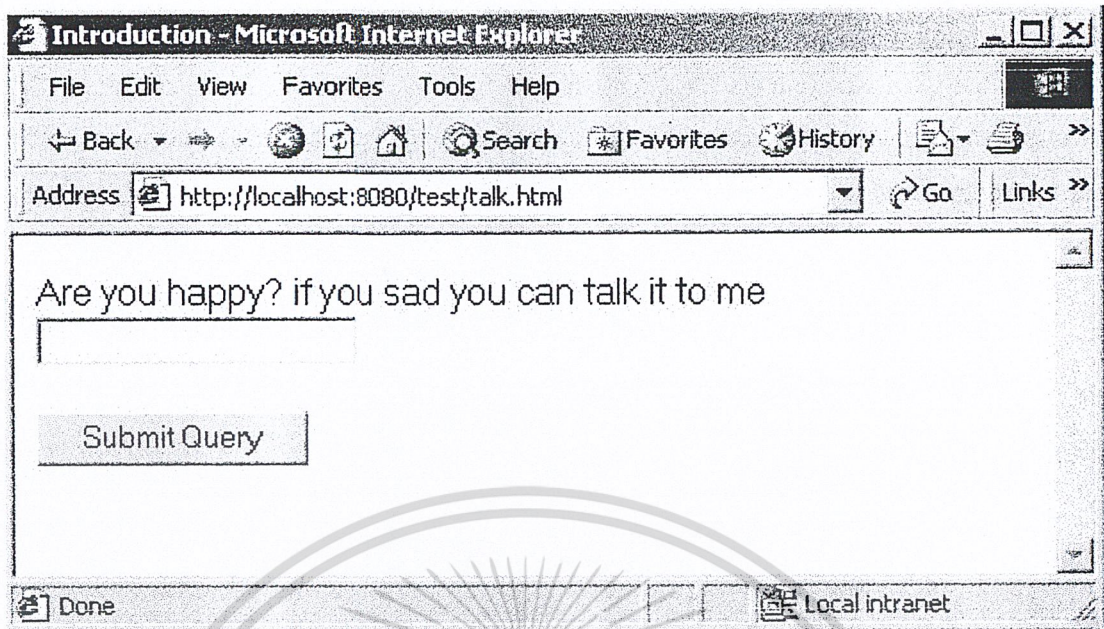 Introduction - Microsoft Internet Explorer
File Edit View Favorites Tools Help
Back Search Favorites History »
Address http://localhost:8080/test/talk.html Go Links »
Are you happy? if you sad you can talk it to me
Submit Query
Done Local intranet